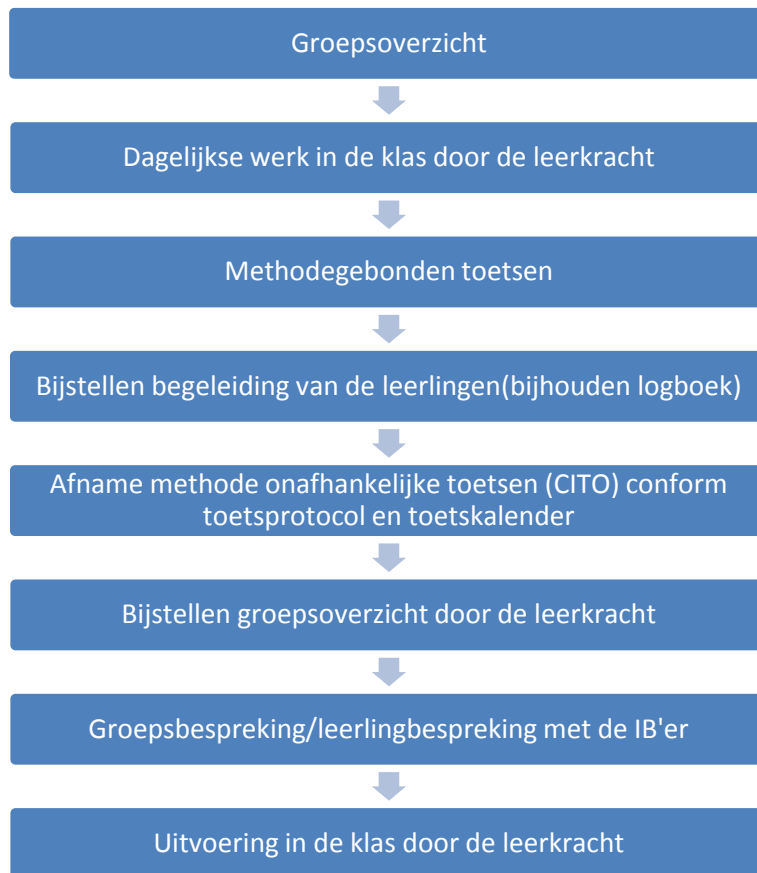 Groepsoverzicht
Dagelijkse werk in de klas door de leerkracht
Methodegebonden toetsen
Bijstellen begeleiding van de leerlingen(bijhouden logboek)
Afname methode onafhankelijke toetsen (CITO) conform
toetsprotocol en toetskalender
Bijstellen groepsoverzicht door de leerkracht
Groepsbespreking/leerlingbespreking met de IB'er
Uitvoering in de klas door de leerkracht